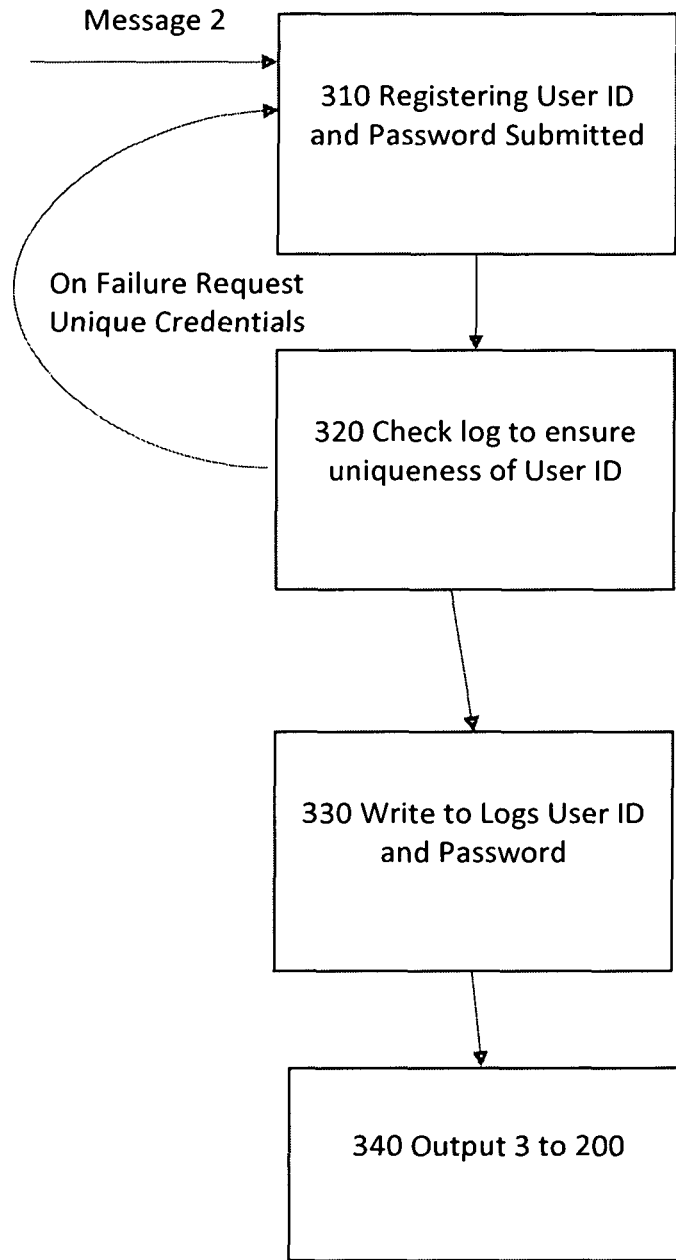 Message 2
310 Registering User ID
and Password Submitted
On Failure Request
Unique Credentials
320 Check log to ensure
uniqueness of User ID
330 Write to Logs User ID
and Password
340 Output 3 to 200